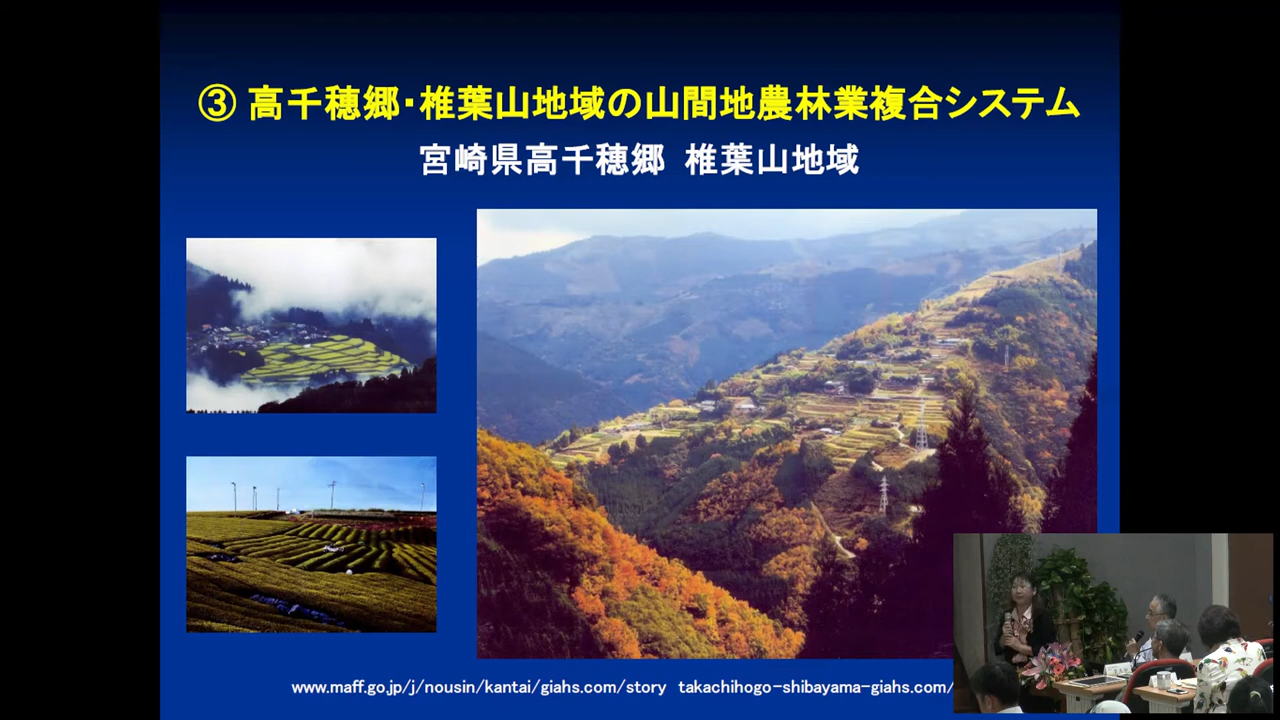 ③ 高千穂郷・椎葉山地域の山間地農林業複合システム
宮崎県高千穂郷 椎葉山地域
www.maff.go.jp/j/nousin/kantai/giahs.com/story takachihogo-shibayama-giahs.com/